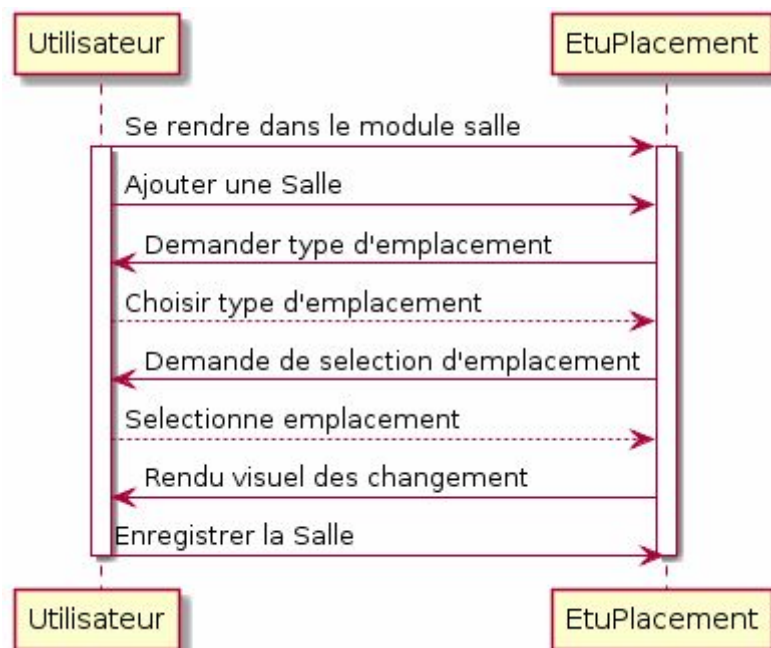 Utilisateur
EtuPlacement
Se rendre dans le module salle
Ajouter une Salle
Demander type d'emplacement
Choisir type d'emplacement
Demande de selection d'emplacement
Selectionne emplacement
Rendu visuel des changement
Enregistrer la Salle
Utilisateur
EtuPlacement